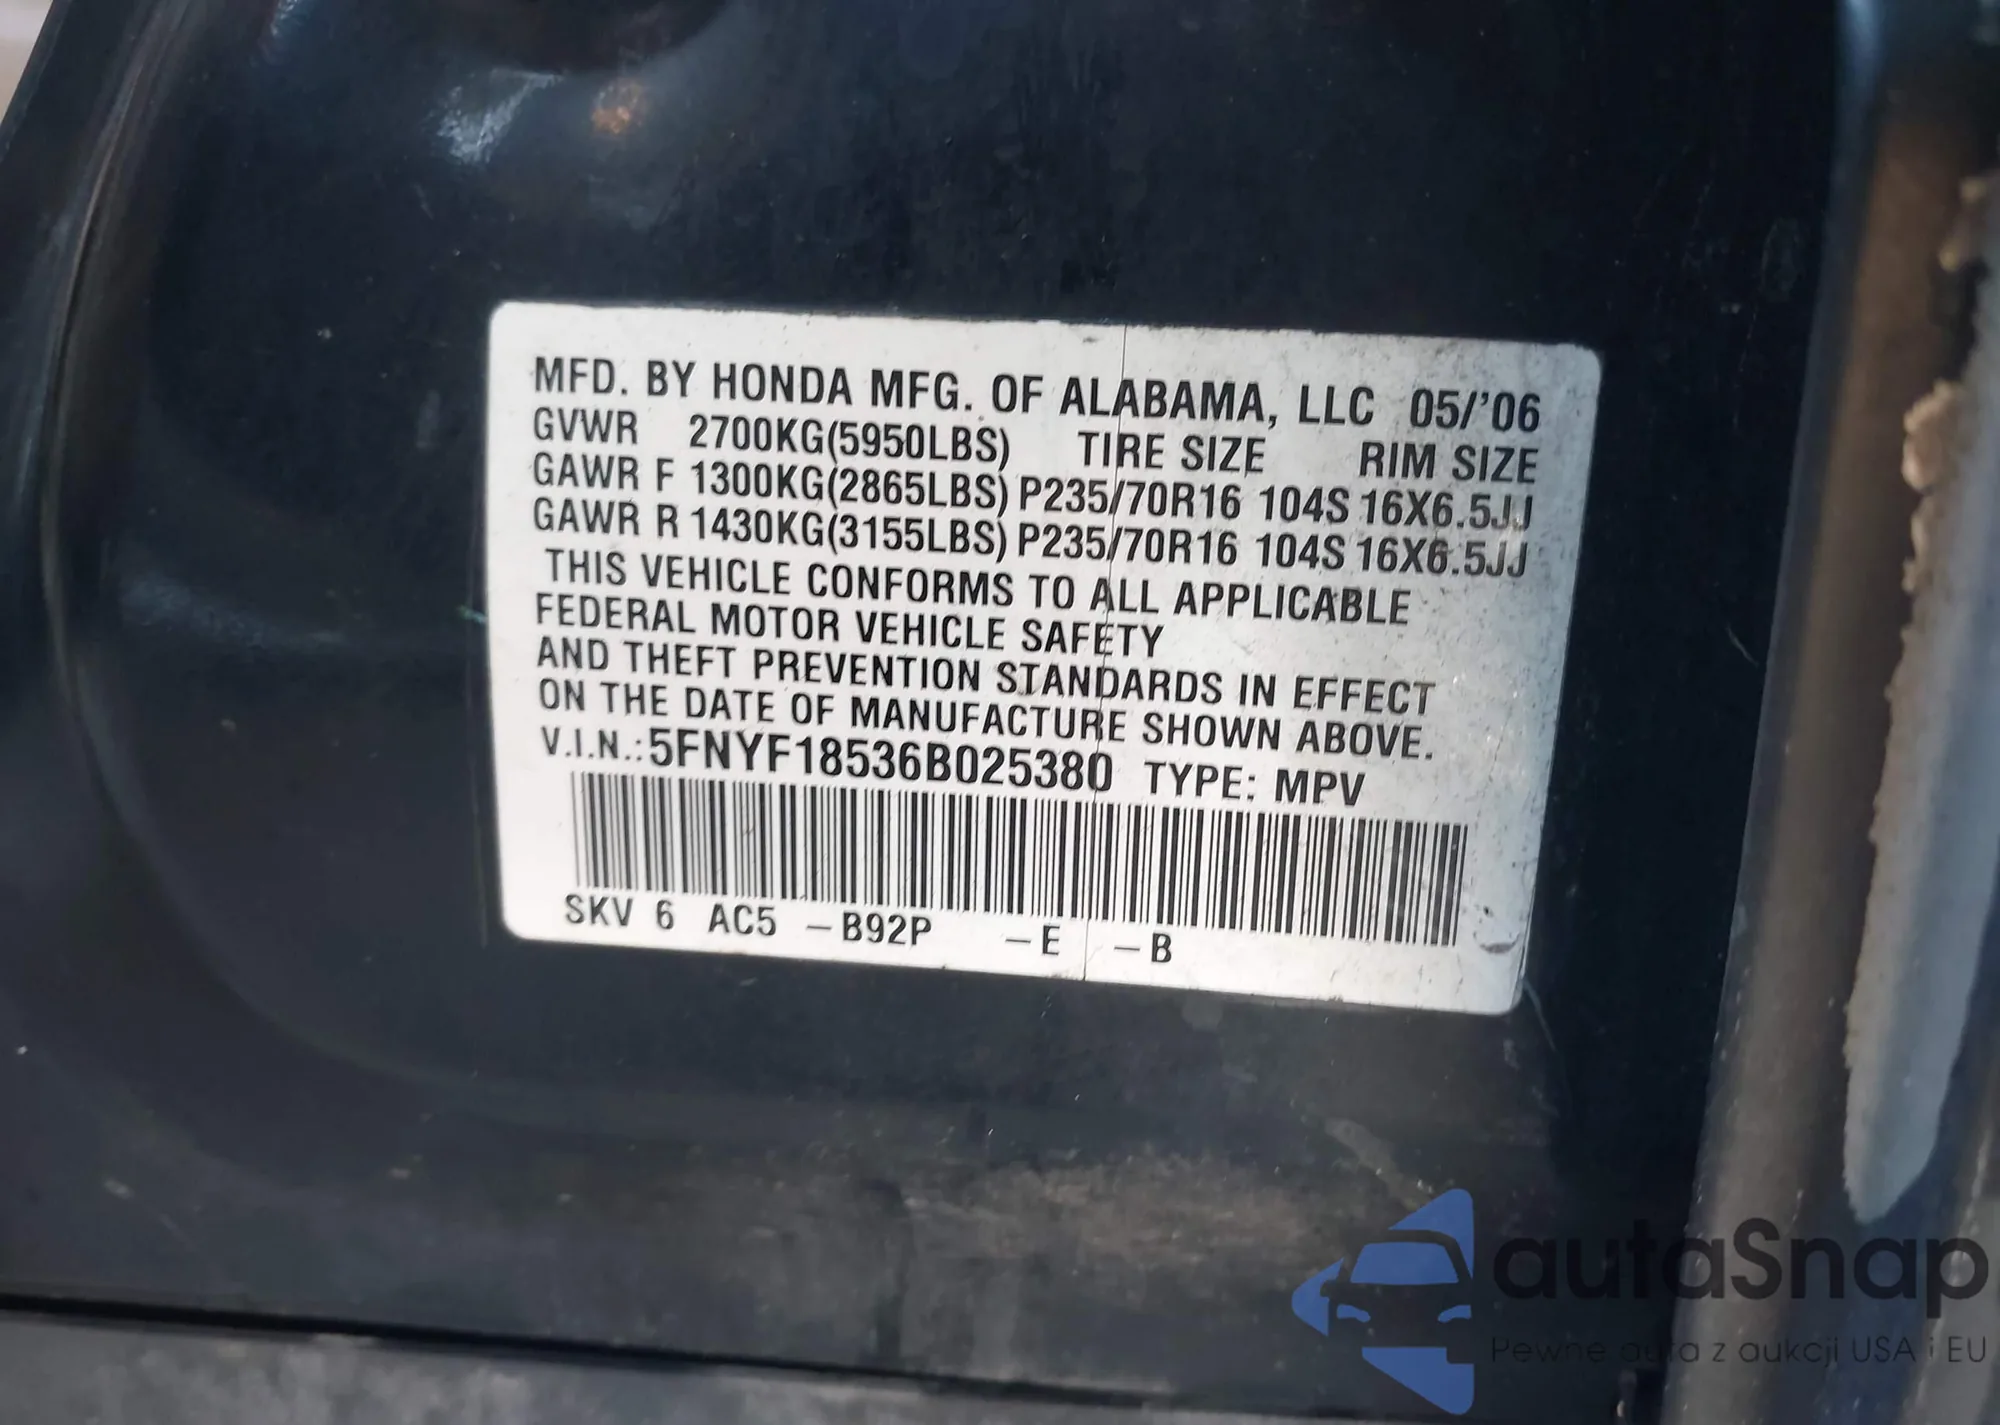 MFD. BY HONDA MFG. OF ALABAMA, LLC 05/'06
GVWR 2700KG(5950LBS) TIRE SIZE RIM SIZE
GAWR F 1300KG(2865LBS) P235/70R16 104S 16X6.5JJ
GAWR R 1430KG(3155LBS) P235/70R16 104S 16X6.5JJ
THIS VEHICLE CONFORMS TO ALL APPLICABLE
FEDERAL MOTOR VEHICLE SAFETY
AND THEFT PREVENTION STANDARDS IN EFFECT
ON THE DATE OF MANUFACTURE SHOWN ABOVE.
V.I.N.:5FNYF18536B025380 TYPE: MPV
SKV 6 AC5 –B92P –E –B
autaSnap
Pewne auta z aukcji USA i EU